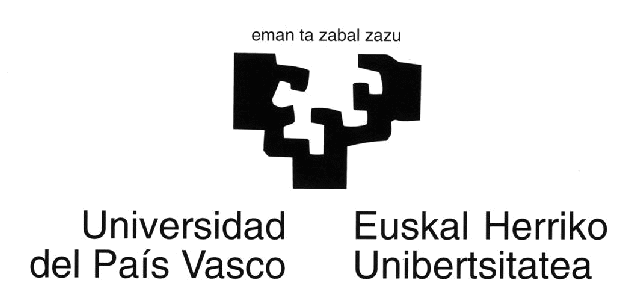 eman ta zabal zazu
Universidad
del País Vasco
Euskal Herriko
Unibertsitatea